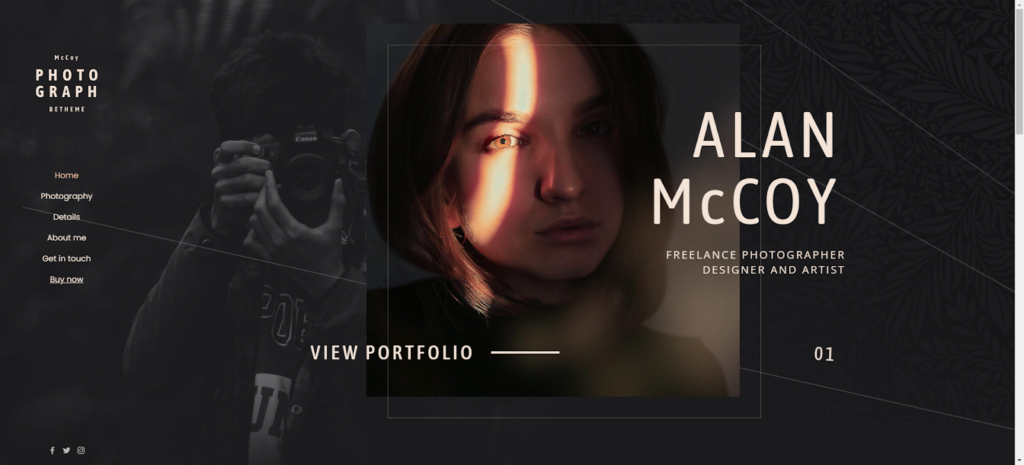 McCoy
PHOTO
GRAPH
BETHEME
Home
Photography
Details
About me
Get in touch
Buy now
Canon
ALAN
McCOY
FREELANCE PHOTOGRAPHER
DESIGNER AND ARTIST
VIEW PORTFOLIO
01